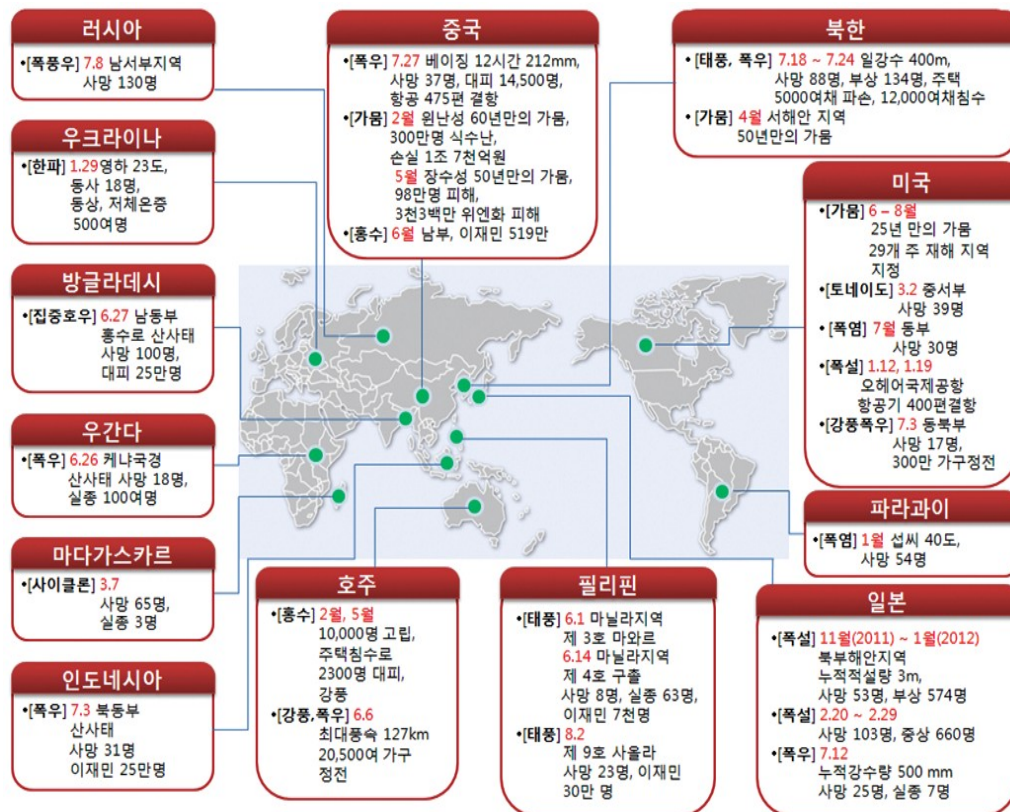 러시아
•[폭풍우] 7.8 남서부지역
사망 130명
우크라이나
•[한파] 1.29영하 23도,
동사 18명,
동상, 저체온증
500여명
방글라데시
•[집중호우] 6.27 남동부
홍수로 산사태
사망 100명,
대피 25만명
우간다
•[폭우] 6.26 케냐국경
산사태 사망 18명,
실종 100여명
마다가스카르
•[사이클론] 3.7
사망 65명,
실종 3명
인도네시아
•[폭우] 7.3 북동부
산사태
사망 31명
이재민 25만명
중국
•[폭우] 7.27 베이징 12시간 212mm,
사망 37명, 대피 14,500명,
항공 475편 결항
•[가뭄] 2월 윈난성 60년만의 가뭄,
300만명 식수난,
손실 1조 7천억원
5월 장수성 50년만의 가뭄,
98만명 피해,
3천3백만 위엔화 피해
•[홍수] 6월 남부, 이재민 519만
북한
•[태풍, 폭우] 7.18 ~ 7.24 일강수 400m,
사망 88명, 부상 134명, 주택
5000여채 파손, 12,000여채침수
•[가뭄] 4월 서해안 지역
50년만의 가뭄
미국
•[가뭄] 6 – 8월
25년 만의 가뭄
29개 주 재해 지역
지정
•[토네이도] 3.2 중서부
사망 39명
•[폭염] 7월 동부
사망 30명
•[폭설] 1.12, 1.19
오헤어국제공항
항공기 400편결항
•[강풍폭우] 7.3 동북부
사망 17명,
300만 가구정전
파라과이
•[폭염] 1월 섭씨 40도,
사망 54명
호주
•[홍수] 2월, 5월
10,000명 고립,
주택침수로
2300명 대피,
강풍
•[강풍,폭우] 6.6
최대풍속 127km
20,500여 가구
정전
필리핀
•[태풍] 6.1 마닐라지역
제 3호 마와르
6.14 마닐라지역
제 4호 구촐
사망 8명, 실종 63명,
이재민 7천명
•[태풍] 8.2
제 9호 사올라
사망 23명, 이재민
30만 명
일본
•[폭설] 11월(2011) ~ 1월(2012)
북부해안지역
누적적설량 3m,
사망 53명, 부상 574명
•[폭설] 2.20 ~ 2.29
사망 103명, 중상 660명
•[폭우] 7.12
누적강수량 500 mm
사망 25명, 실종 7명